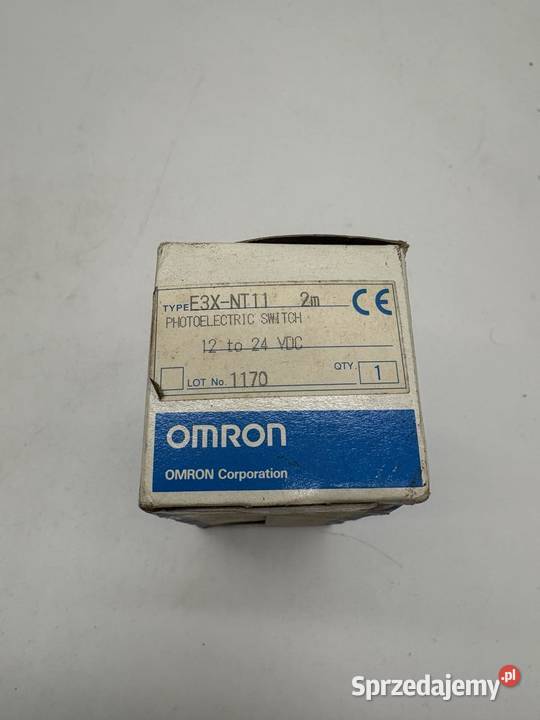 TYPE E3X-NT11 2m CE
PHOTOELECTRIC SWITCH
12 to 24 VDC
LOT No. 1170 QTY 1
OMRON
OMRON Corporation
Sprzedajemy.pl